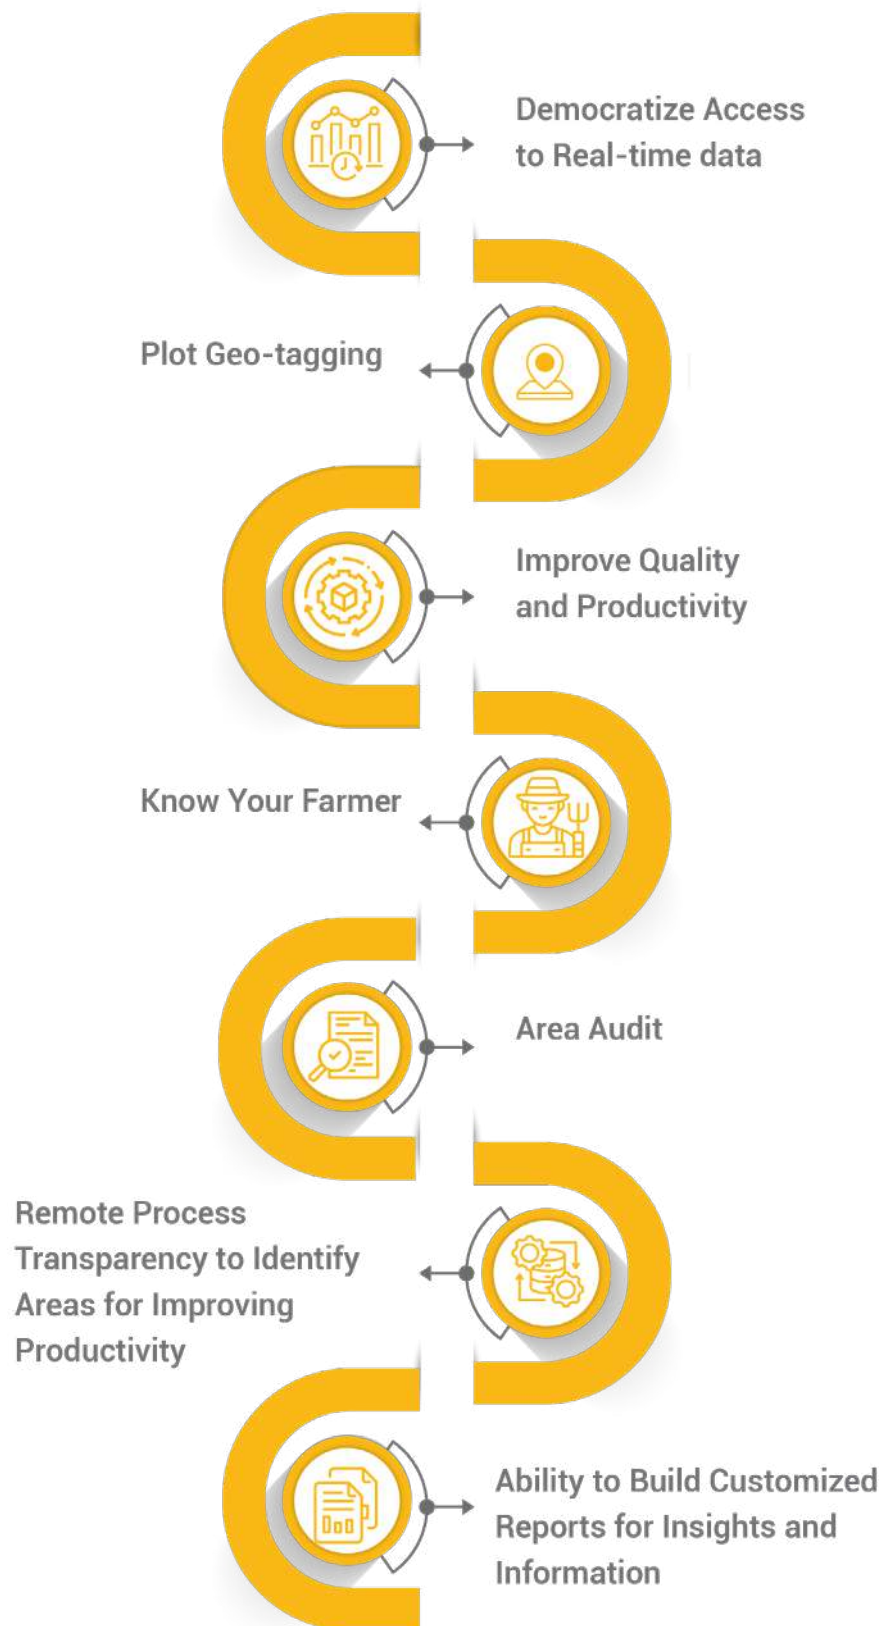 Democratize Access
to Real-time data
Plot Geo-tagging
Improve Quality
and Productivity
Know Your Farmer
Area Audit
Remote Process
Transparency to Identify
Areas for Improving
Productivity
Ability to Build Customized
Reports for Insights and
Information